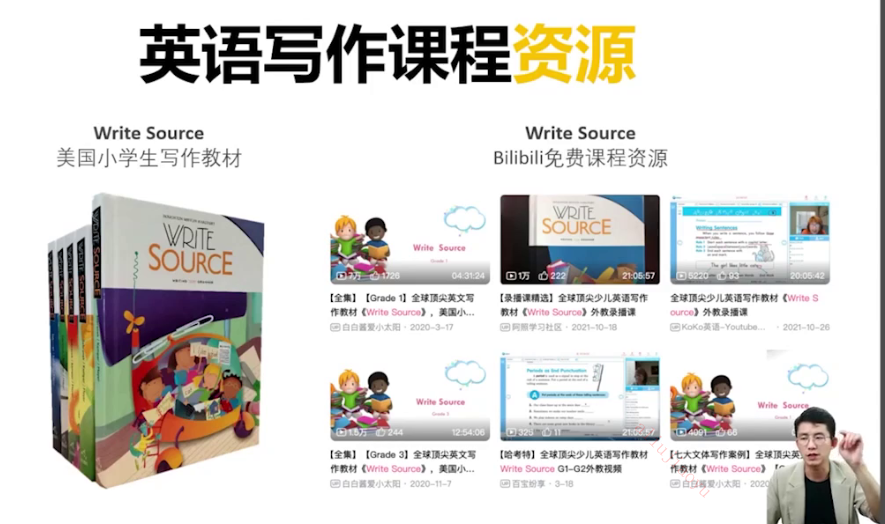 英语写作课程资源
Write Source
美国小学生写作教材
Write Source
Bilibili免费课程资源
WRITE
SOURCE
WRITE SOURCE
Write Source
Grade 1
7万 1726 04:31:24
WRITE
SOURCE
1万 222 21:05:57
Writing Sentences
5220 93 20:05:42
【全集】【Grade 1】全球顶尖英文写
作教材《Write Source》，美国小...
白白酱爱小太阳 · 2020-3-17
【录播课精选】全球顶尖少儿英语写作
教材《Write Source》外教录播课
阿照学习社区 · 2021-10-18
全球顶尖少儿英语写作教材《Write S
ource》外教录播课
KoKo英语-Youtube... · 2021-10-26
Write Source
1.5万 244 12:54:06
Periods as End Punctuation
325 11 21:05:57
Write Source
Grade 1
4091 66
【全集】【Grade 3】全球顶尖英文写
作教材《Write Source》，美国小...
白白酱爱小太阳 · 2020-11-7
【哈考特】全球顶尖少儿英语写作教材
Write Source G1–G2外教视频
百宝纷享 · 3-18
【七大文体写作案例】全球顶尖英
作教材《Write Source》
白白酱爱小太阳